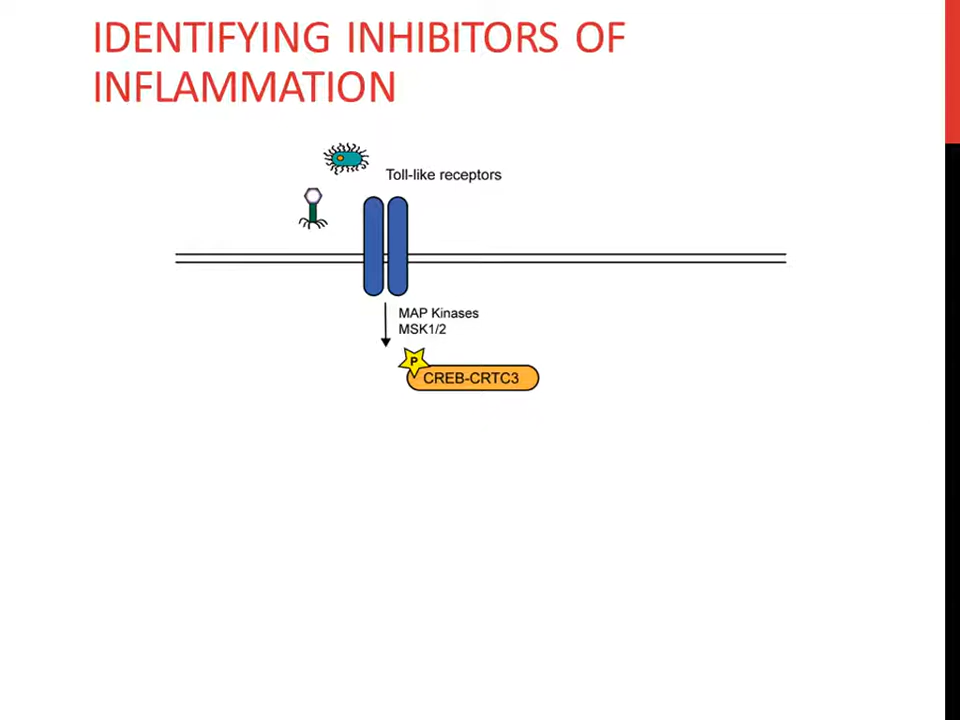 IDENTIFYING INHIBITORS OF
INFLAMMATION
Toll-like receptors
MAP Kinases
MSK1/2
P
CREB-CRTC3